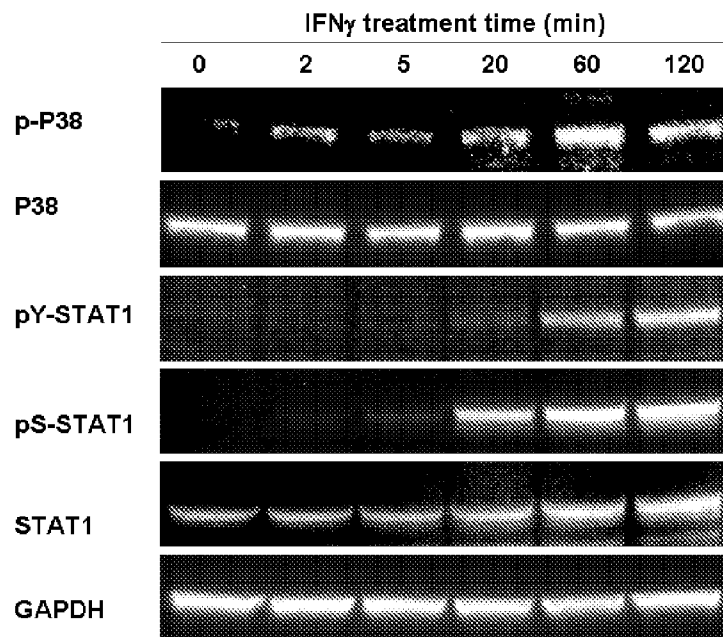 IFNγ treatment time (min)
0 2 5 20 60 120
p-P38
P38
pY-STAT1
pS-STAT1
STAT1
GAPDH